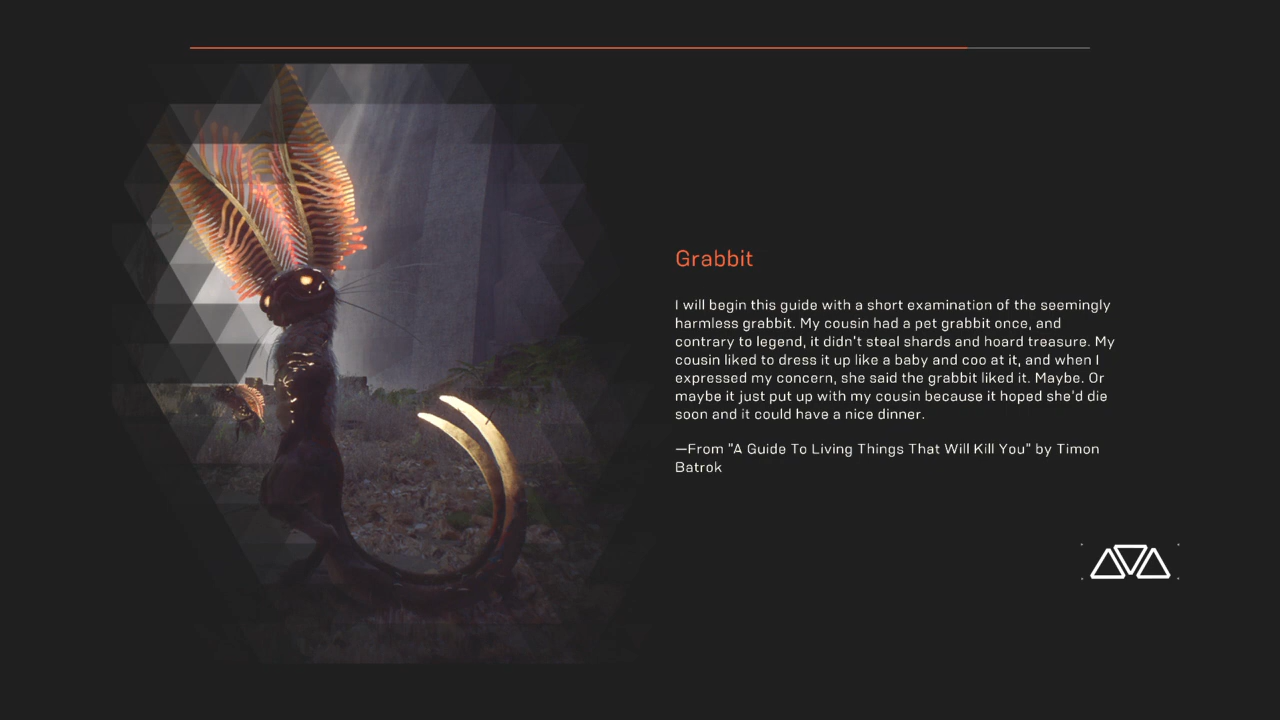 Grabbit
I will begin this guide with a short examination of the seemingly
harmless grabbit. My cousin had a pet grabbit once, and
contrary to legend, it didn't steal shards and hoard treasure. My
cousin liked to dress it up like a baby and coo at it, and when I
expressed my concern, she said the grabbit liked it. Maybe. Or
maybe it just put up with my cousin because it hoped she'd die
soon and it could have a nice dinner.
—From "A Guide To Living Things That Will Kill You" by Timon
Batrok